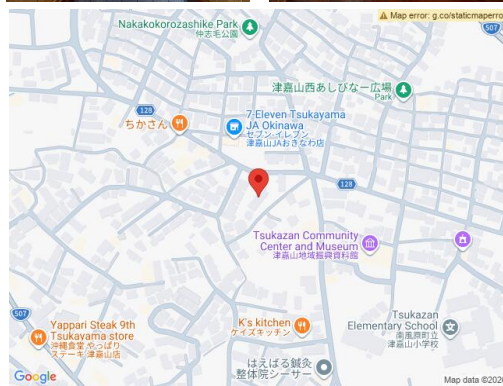 Map error: g.co/staticmaperro
Nakakokorozashike Park
仲志毛公園
507
津嘉山西あしびなー広場
Park
128
7-Eleven Tsukayama
JA Okinawa
セブン-イレブン
津嘉山JAおきなわ店
ちかさん
128
Tsukazan Community
Center and Museum
津嘉山地域振興資料館
507
Yappari Steak 9th
Tsukayama store
沖縄食堂 やっぱり
ステーキ 津嘉山店
K's kitchen
ケイズキッチン
Tsukazan
Elementary School
南風原町立
津嘉山小学校
はえばる鍼灸
整体院シーサー
Google
Map data ©202